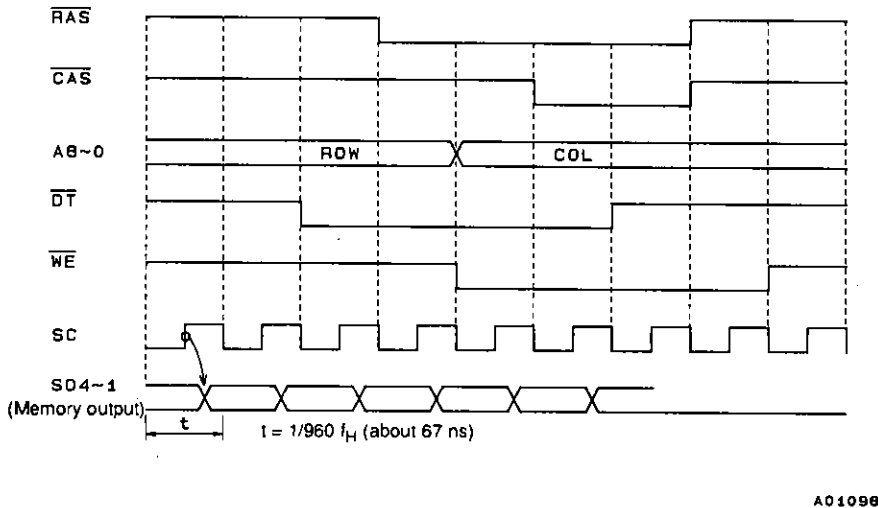 RAS
CAS
A8~0
ROW
COL
DT
WE
SC
SO4~1
(Memory output)
t
t = 1/960 fH (about 67 ns)
A01098